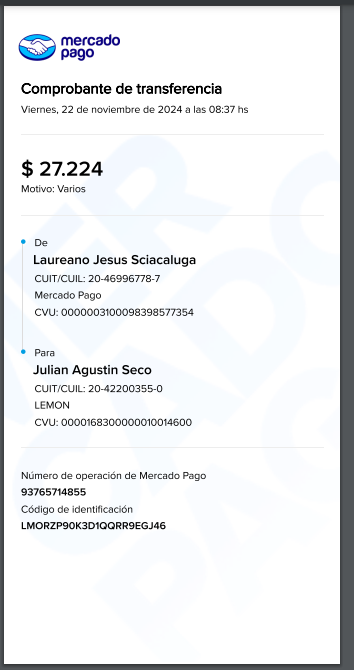 mercado
pago
Comprobante de transferencia
Viernes, 22 de noviembre de 2024 a las 08:37 hs
$ 27.224
Motivo: Varios
De
Laureano Jesus Sciacaluga
CUIT/CUIL: 20-46996778-7
Mercado Pago
CVU: 0000003100098398577354
Para
Julian Agustin Seco
CUIT/CUIL: 20-42200355-0
LEMON
CVU: 0000168300000010014600
Número de operación de Mercado Pago
93765714855
Código de identificación
LMORZP90K3D1QQRR9EGJ46